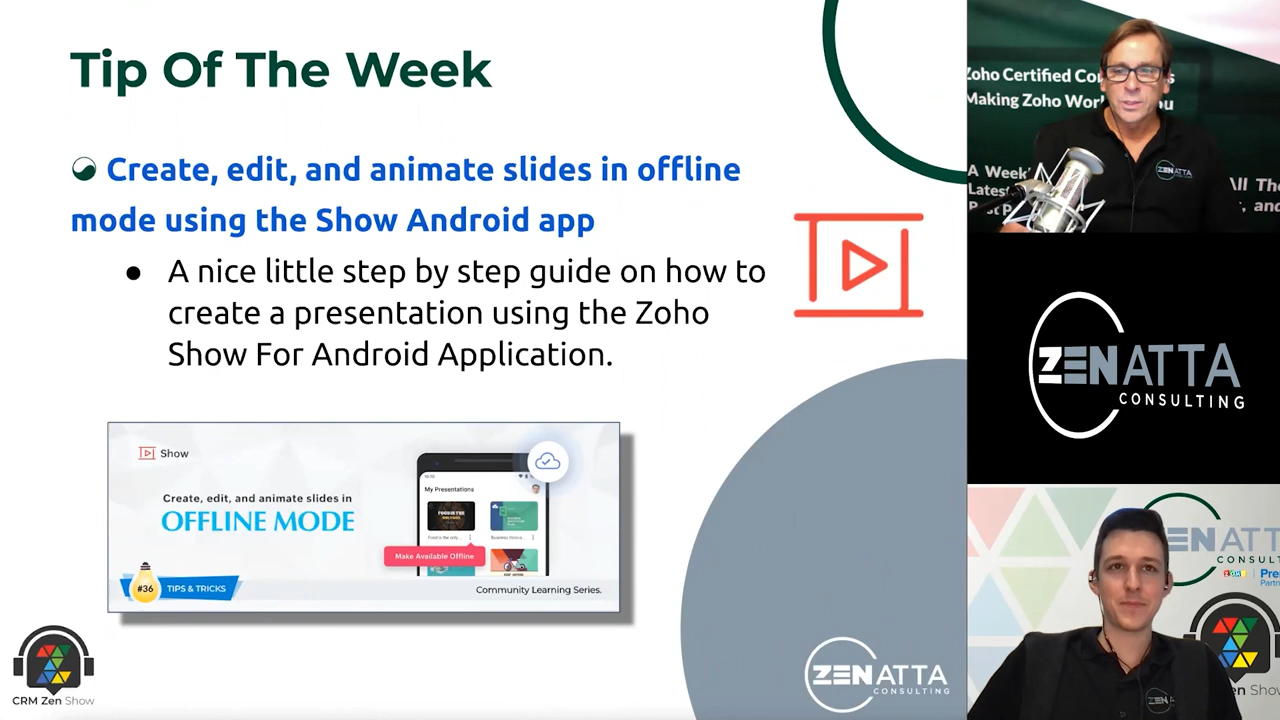 Tip Of The Week
Create, edit, and animate slides in offline
mode using the Show Android app
● A nice little step by step guide on how to
create a presentation using the Zoho
Show For Android Application.
Show
Create, edit, and animate slides in
OFFLINE MODE
#36
TIPS & TRICKS
My Presentations
Make Available Offline
Community Learning Series.
CRM Zen Show
ZENATTA
CONSULTING
Zoho Certified
Making Zoho
A Week
ZENATTA
ZENATTA
CONSULTING